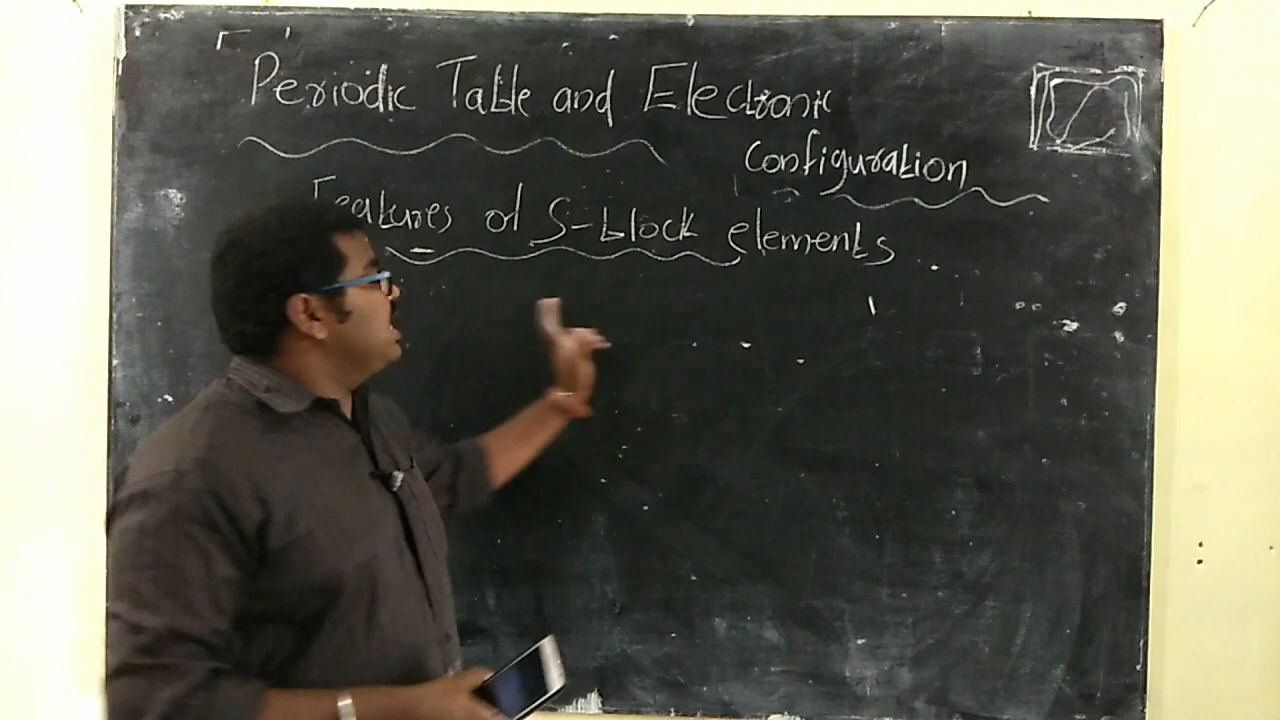 Periodic Table and Electronic
Configuration
Features of S-block elements